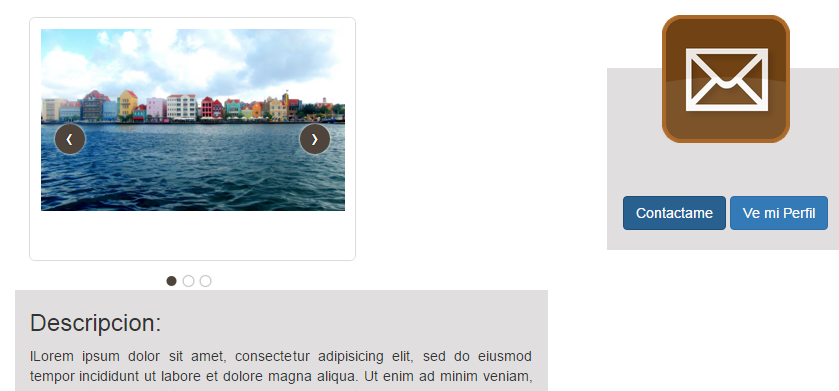 Contactame
Ve mi Perfil
Descripcion:
lLorem ipsum dolor sit amet, consectetur adipisicing elit, sed do eiusmod
tempor incididunt ut labore et dolore magna aliqua. Ut enim ad minim veniam,